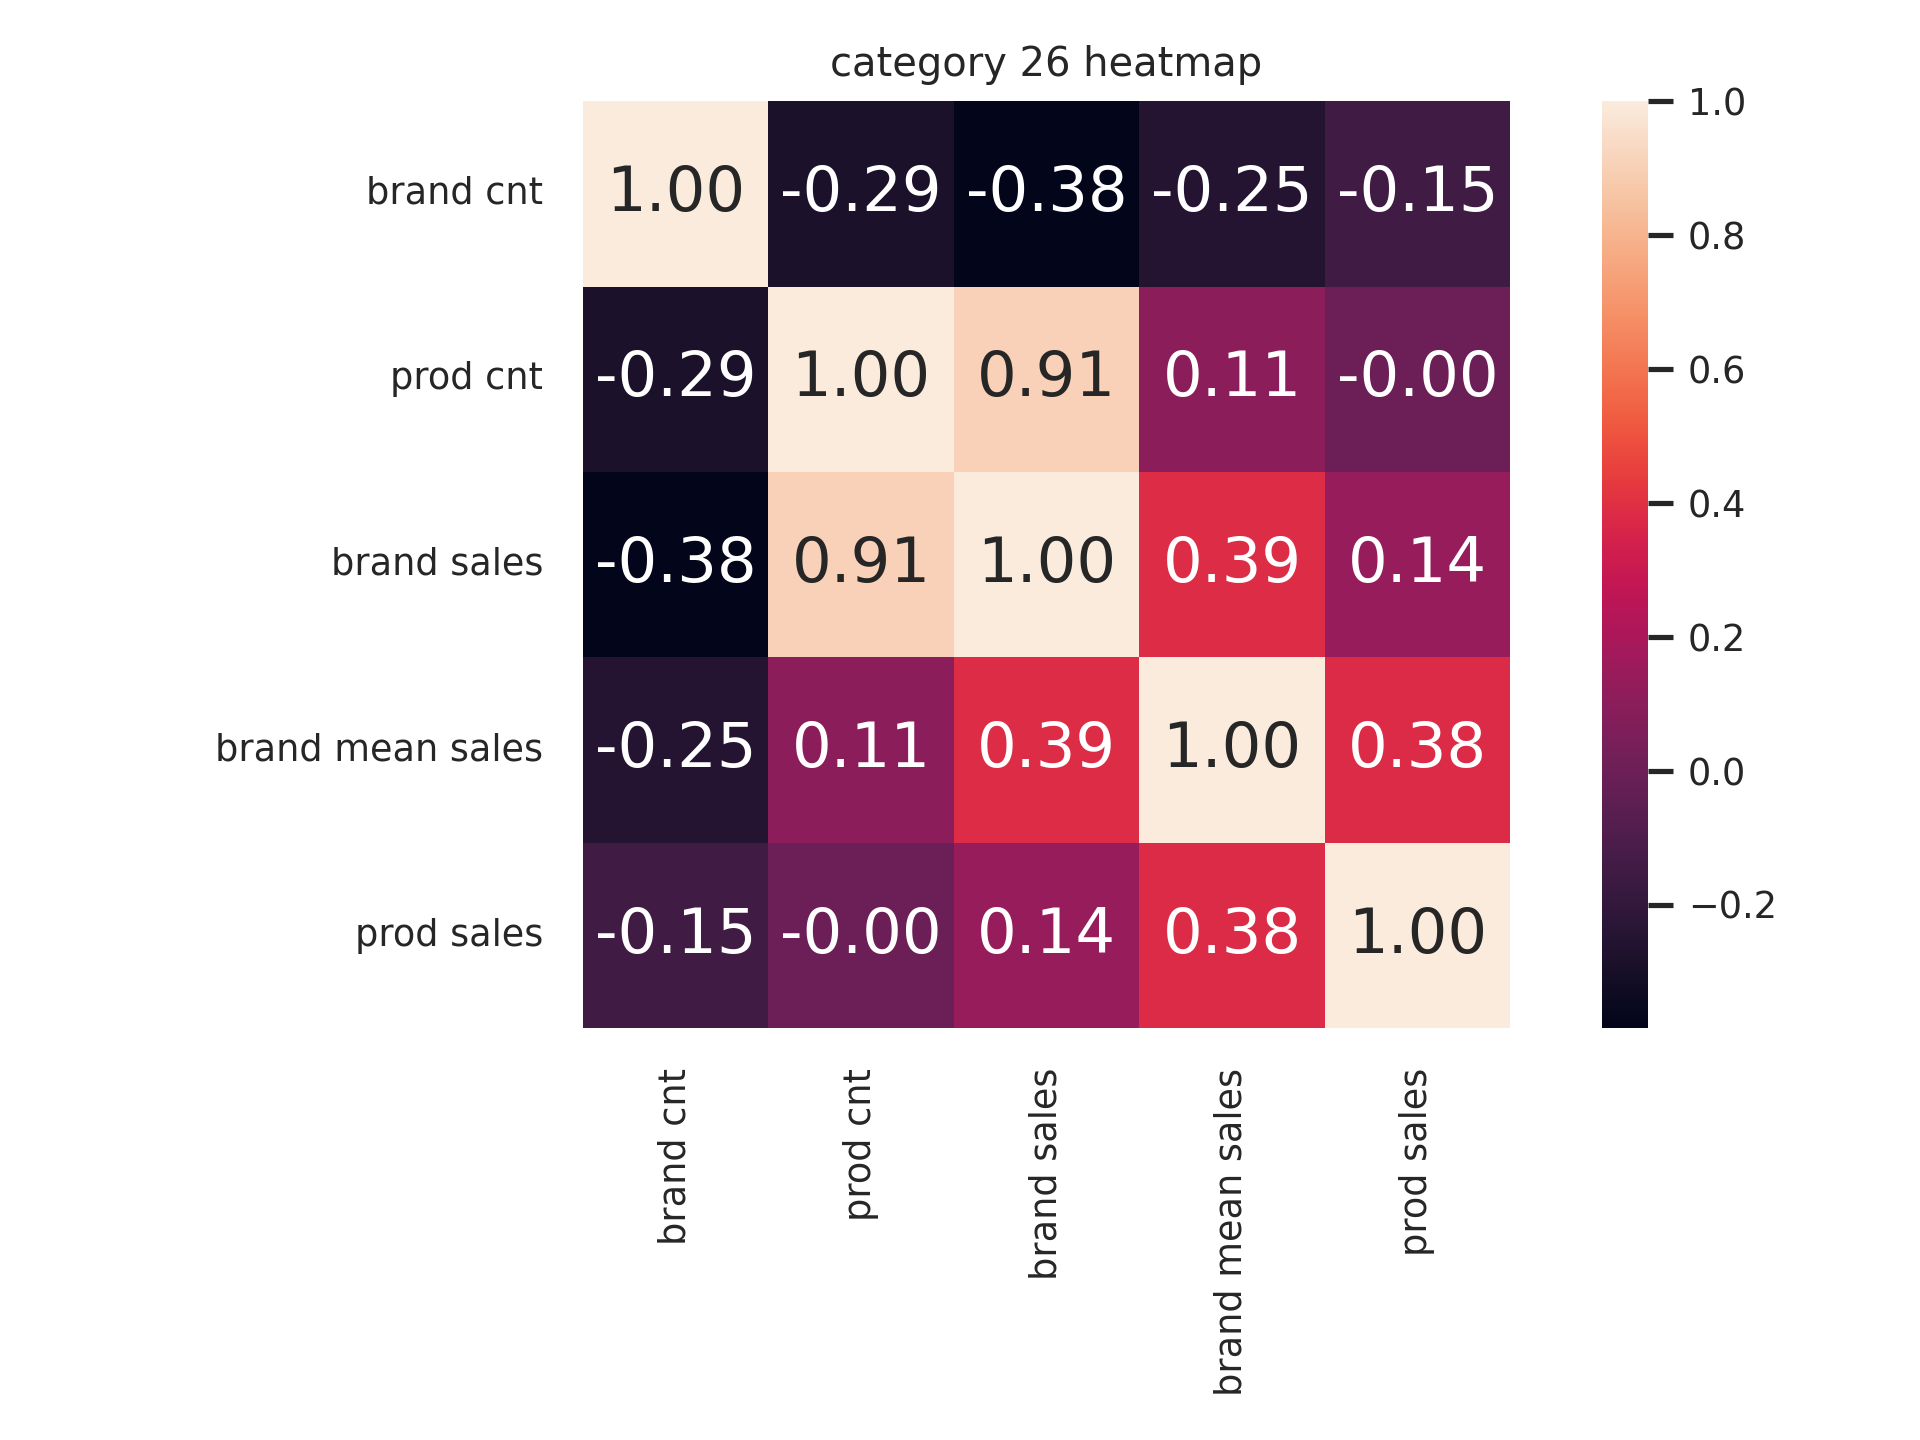 category 26 heatmap
brand cnt 1.00 -0.29 -0.38 -0.25 -0.15
prod cnt -0.29 1.00 0.91 0.11 -0.00
brand sales -0.38 0.91 1.00 0.39 0.14
brand mean sales -0.25 0.11 0.39 1.00 0.38
prod sales -0.15 -0.00 0.14 0.38 1.00
brand cnt
prod cnt
brand sales
brand mean sales
prod sales
1.0
0.8
0.6
0.4
0.2
0.0
−0.2